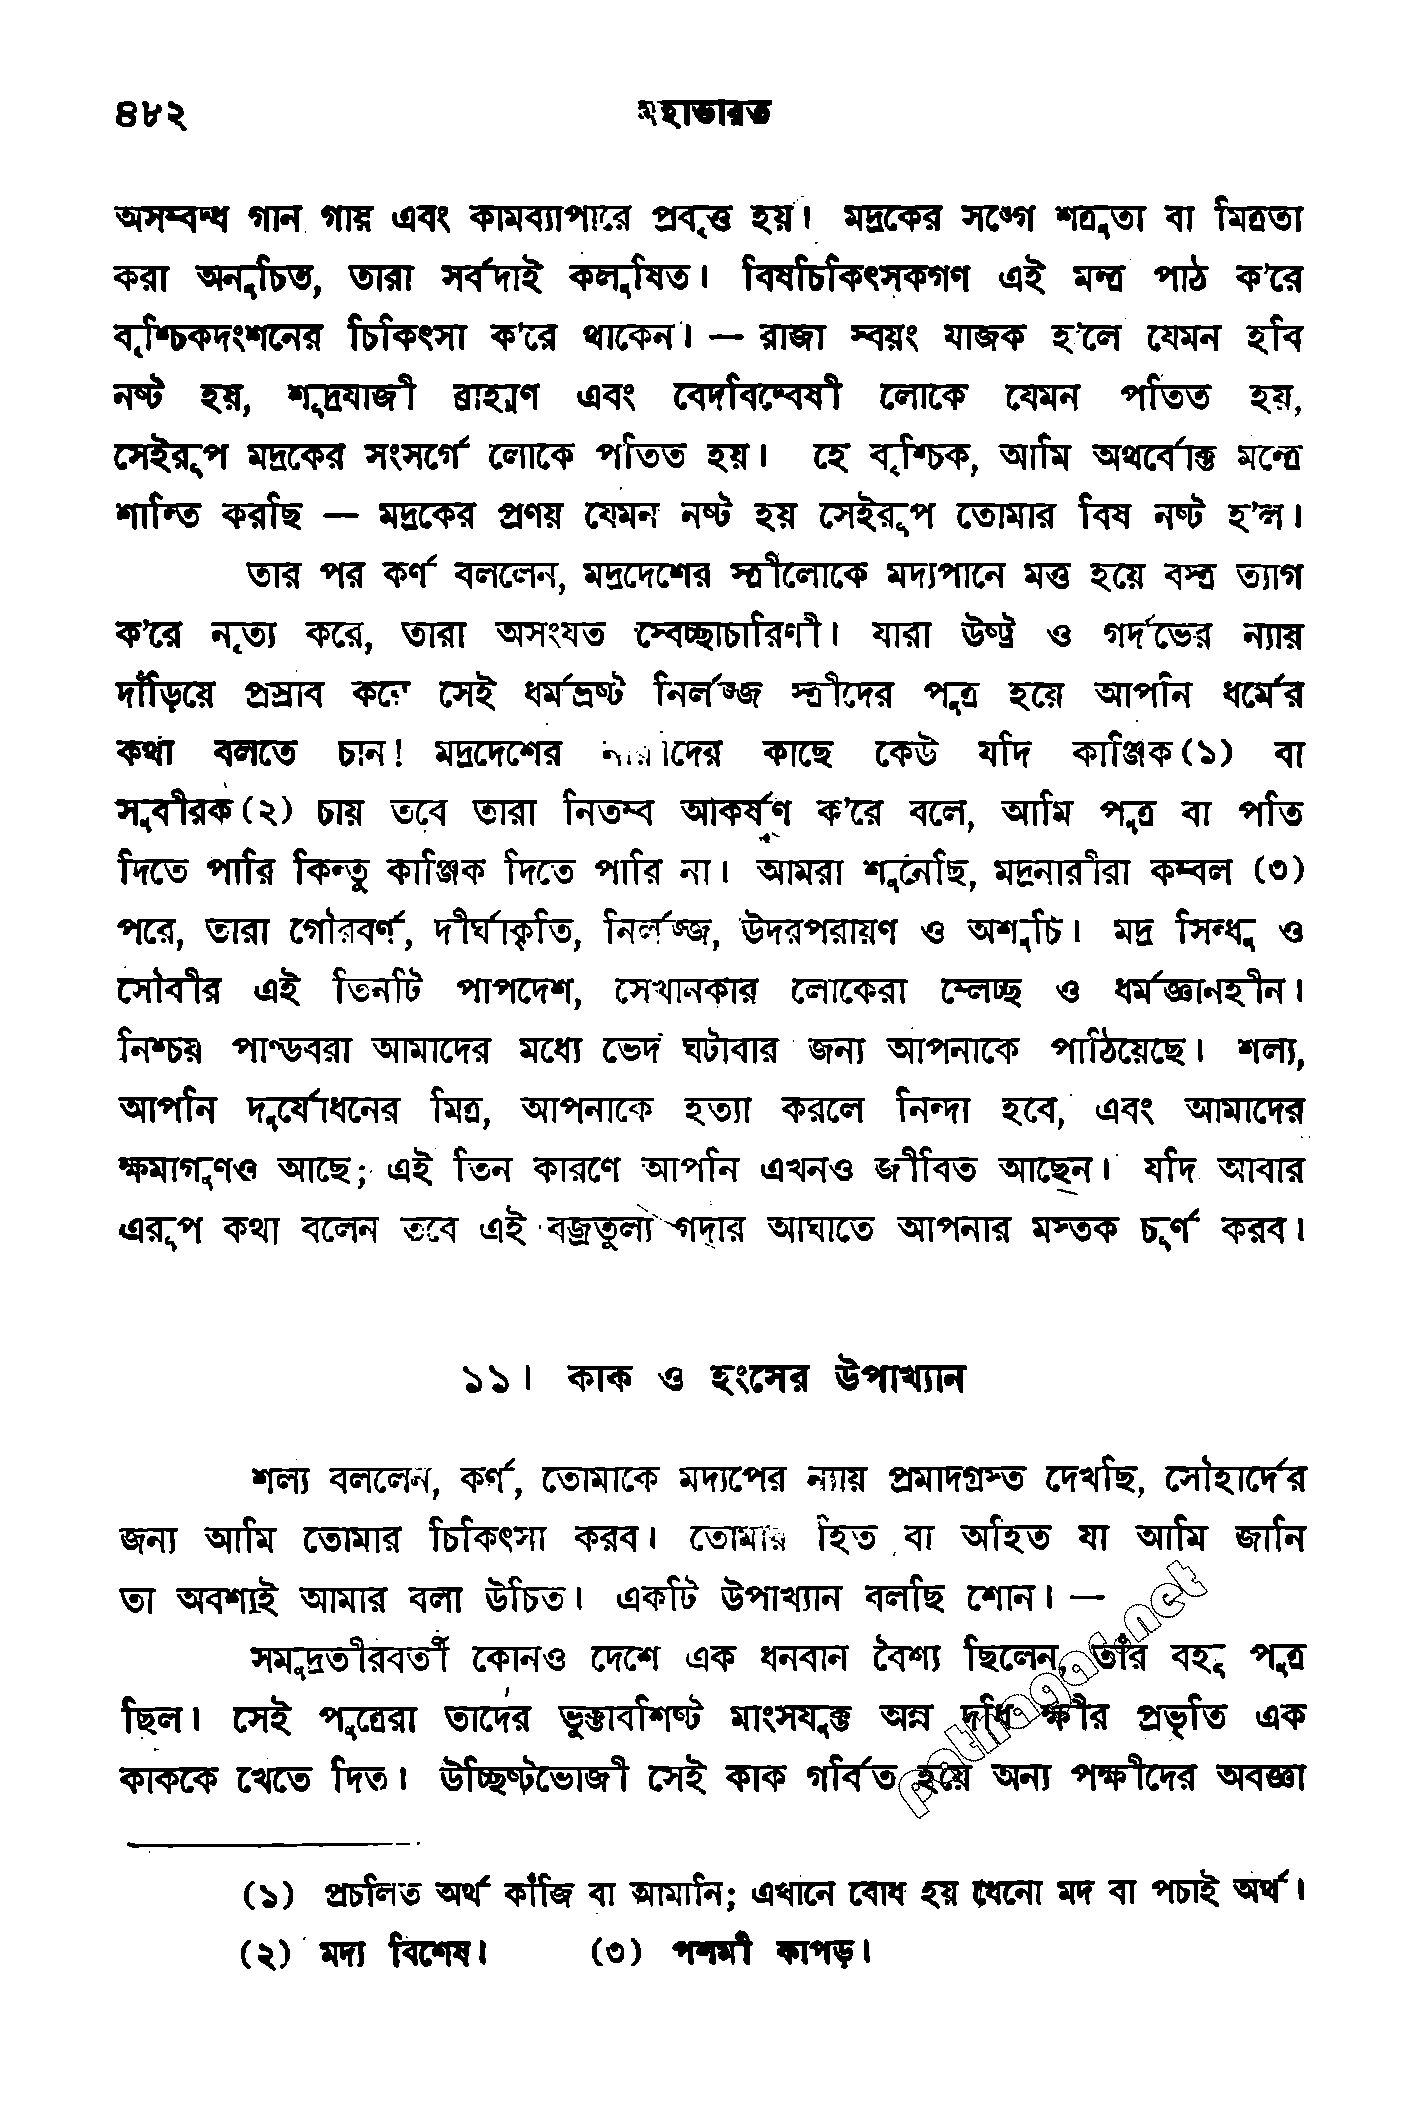 ৪৮২ মহাভারত
অসম্বন্ধ গান গায় এবং কামব্যাপারে প্রবৃত্ত হয়। মদ্রকের সঙ্গে শত্রুতা বা মিত্রতা
করা অনুচিত, তারা সর্বদাই কলুষিত। বিষচিকিৎসকগণ এই মন্ত্র পাঠ ক'রে
বৃশ্চিকদংশনের চিকিৎসা ক'রে থাকেন। — রাজা স্বয়ং যাজক হ'লে যেমন হবি
নষ্ট হয়, শূদ্রযাজী ব্রাহ্মণ এবং বেদবিদ্বেষী লোকে যেমন পতিত হয়,
সেইরূপ মদ্রকের সংসর্গে লোকে পতিত হয়। হে বৃশ্চিক, আমি অথর্বোক্ত মন্ত্রে
শান্তি করছি — মদ্রকের প্রণয় যেমন নষ্ট হয় সেইরূপ তোমার বিষ নষ্ট হ'ল।
তার পর কর্ণ বললেন, মদ্রদেশের স্ত্রীলোকে মদ্যপানে মত্ত হয়ে বস্ত্র ত্যাগ
ক'রে নৃত্য করে, তারা অসংযত স্বেচ্ছাচারিণী। যারা উষ্ট্র ও গর্দভের ন্যায়
দাঁড়িয়ে প্রস্রাব করে সেই ধর্মভ্রষ্ট নির্লজ্জ স্ত্রীদের পুত্র হয়ে আপনি ধর্মের
কথা বলতে চান! মদ্রদেশের নারীদের কাছে কেউ যদি কাঞ্জিক(১) বা
সুবীরক(২) চায় তবে তারা নিতম্ব আকর্ষণ ক'রে বলে, আমি পুত্র বা পতি
দিতে পারি কিন্তু কাঞ্জিক দিতে পারি না। আমরা শুনেছি, মদ্রনারীরা কম্বল (৩)
পরে, তারা গৌরবর্ণ, দীর্ঘাকৃতি, নির্লজ্জ, উদরপরায়ণ ও অশুচি। মদ্র সিন্ধু ও
সৌবীর এই তিনটি পাপদেশ, সেখানকার লোকেরা ম্লেচ্ছ ও ধর্মজ্ঞানহীন।
নিশ্চয় পাণ্ডবরা আমাদের মধ্যে ভেদ ঘটাবার জন্য আপনাকে পাঠিয়েছে। শল্য,
আপনি দুর্যোধনের মিত্র, আপনাকে হত্যা করলে নিন্দা হবে, এবং আমাদের
ক্ষমাগুণও আছে; এই তিন কারণে আপনি এখনও জীবিত আছেন। যদি আবার
এরূপ কথা বলেন তবে এই বজ্রতুল্য গদার আঘাতে আপনার মস্তক চূর্ণ করব।
১১। কাক ও হংসের উপাখ্যান
শল্য বললেন, কর্ণ, তোমাকে মদ্যপের ন্যায় প্রমাদগ্রস্ত দেখছি, সৌহার্দের
জন্য আমি তোমার চিকিৎসা করব। তোমার হিত বা অহিত যা আমি জানি
তা অবশ্যই আমার বলা উচিত। একটি উপাখ্যান বলছি শোন। —
সমুদ্রতীরবর্তী কোনও দেশে এক ধনবান বৈশ্য ছিলেন, তাঁর বহু পুত্র
ছিল। সেই পুত্রেরা তাদের ভুক্তাবশিষ্ট মাংসযুক্ত অন্ন দধি ক্ষীর প্রভৃতি এক
কাককে খেতে দিত। উচ্ছিষ্টভোজী সেই কাক গর্বিত হয়ে অন্য পক্ষীদের অবজ্ঞা
(১) প্রচলিত অর্থ কাঁজি বা আমানি; এখানে বোধ হয় ধেনো মদ বা পচাই অর্থ।
(২) মদ্য বিশেষ। (৩) পশমী কাপড়।
pathagar.net